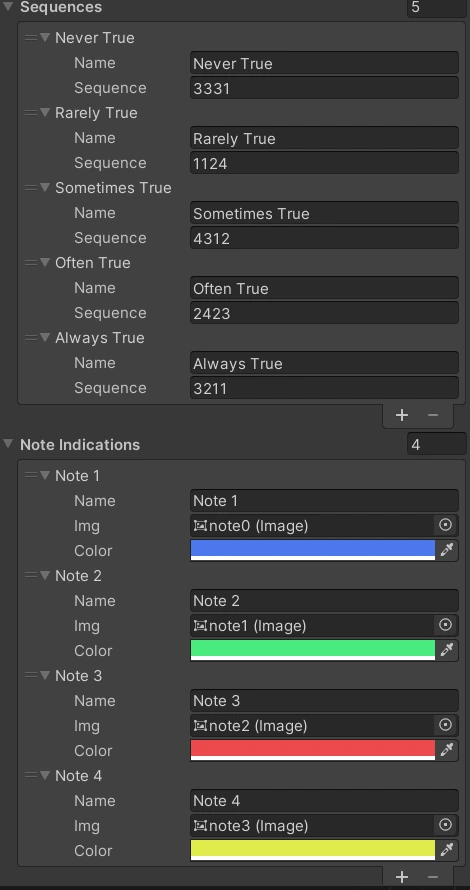 Sequences 5
Never True
Name Never True
Sequence 3331
Rarely True
Name Rarely True
Sequence 1124
Sometimes True
Name Sometimes True
Sequence 4312
Often True
Name Often True
Sequence 2423
Always True
Name Always True
Sequence 3211
+ −
Note Indications 4
Note 1
Name Note 1
Img note0 (Image)
Color
Note 2
Name Note 2
Img note1 (Image)
Color
Note 3
Name Note 3
Img note2 (Image)
Color
Note 4
Name Note 4
Img note3 (Image)
Color
+ −